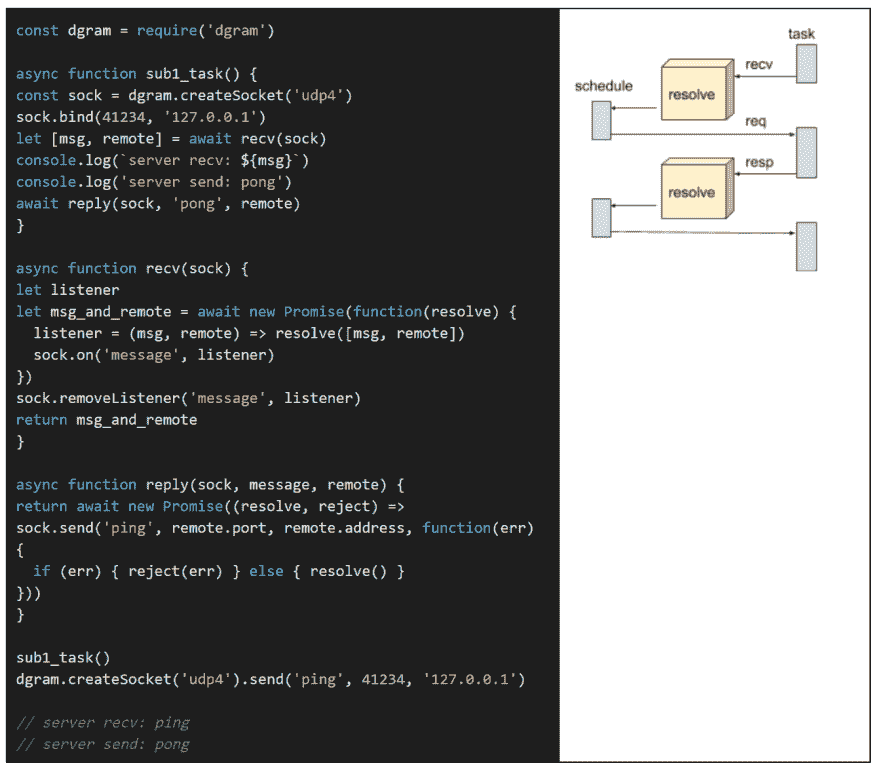 const dgram = require('dgram')
async function sub1_task() {
const sock = dgram.createSocket('udp4')
sock.bind(41234, '127.0.0.1')
let [msg, remote] = await recv(sock)
console.log(`server recv: ${msg}`)
console.log('server send: pong')
await reply(sock, 'pong', remote)
}
async function recv(sock) {
let listener
let msg_and_remote = await new Promise(function(resolve) {
  listener = (msg, remote) => resolve([msg, remote])
  sock.on('message', listener)
})
sock.removeListener('message', listener)
return msg_and_remote
}
async function reply(sock, message, remote) {
return await new Promise((resolve, reject) =>
sock.send('ping', remote.port, remote.address, function(err)
{
  if (err) { reject(err) } else { resolve() }
}))
}
sub1_task()
dgram.createSocket('udp4').send('ping', 41234, '127.0.0.1')
// server recv: ping
// server send: pong
task
recv
schedule
resolve
req
resp
resolve